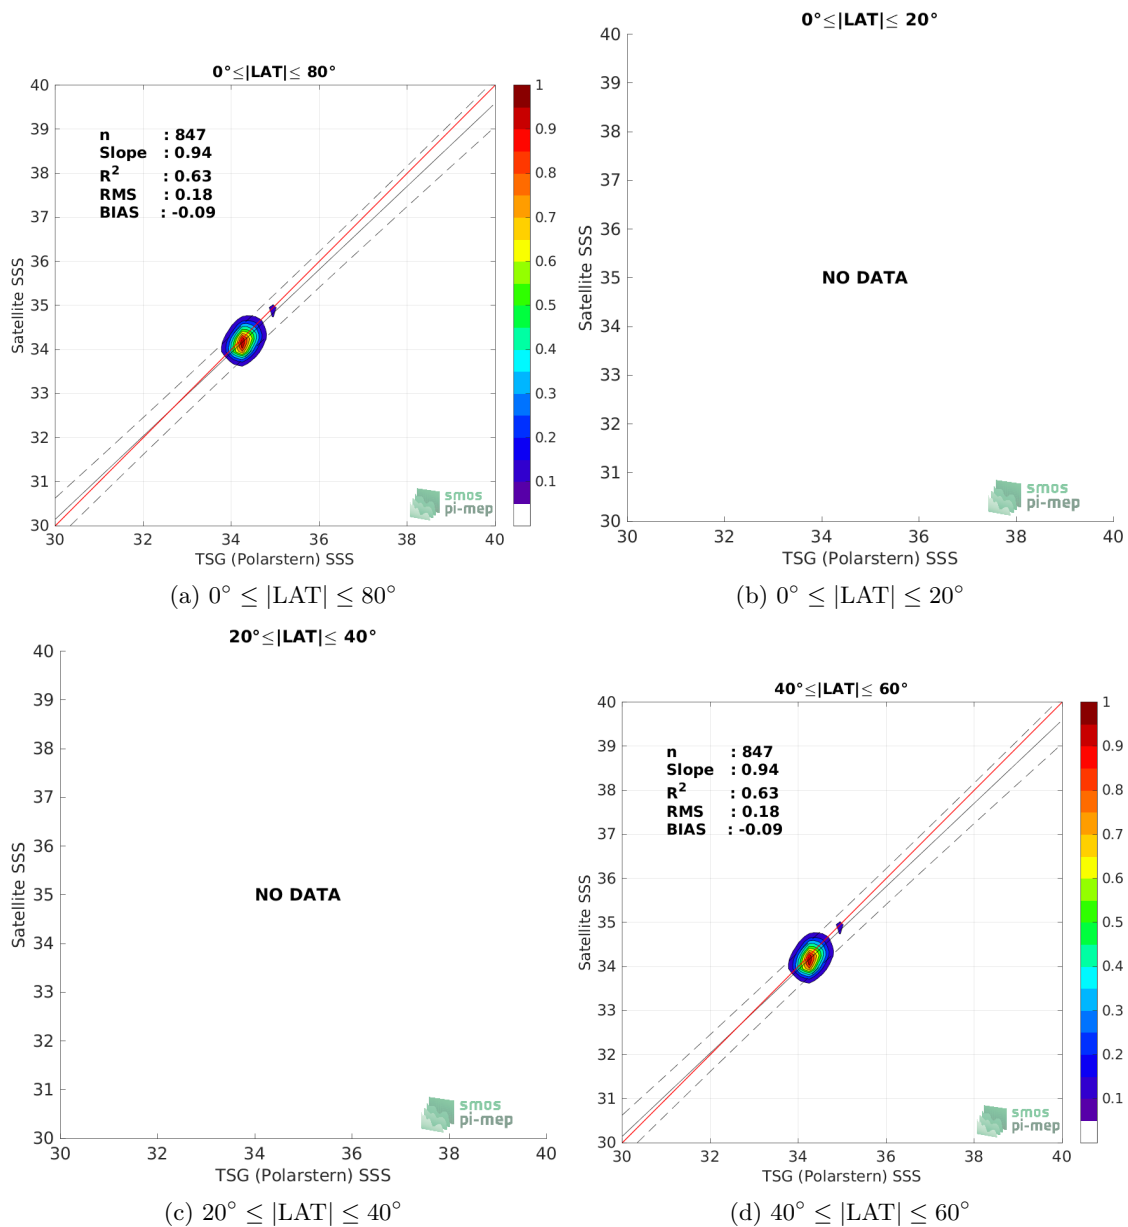 0°≤|LAT|≤ 80°
40
39
38
37
36
35
34
33
32
31
30
Satellite SSS
n : 847
Slope : 0.94
R² : 0.63
RMS : 0.18
BIAS : -0.09
smos
pi-mep
30 32 34 36 38 40
TSG (Polarstern) SSS
1
0.9
0.8
0.7
0.6
0.5
0.4
0.3
0.2
0.1
(a) 0° ≤ |LAT| ≤ 80°
0°≤|LAT|≤ 20°
40
39
38
37
36
35
34
33
32
31
30
Satellite SSS
NO DATA
smos
pi-mep
30 32 34 36 38 40
TSG (Polarstern) SSS
(b) 0° ≤ |LAT| ≤ 20°
20°≤|LAT|≤ 40°
40
39
38
37
36
35
34
33
32
31
30
Satellite SSS
NO DATA
smos
pi-mep
30 32 34 36 38 40
TSG (Polarstern) SSS
(c) 20° ≤ |LAT| ≤ 40°
40°≤|LAT|≤ 60°
40
39
38
37
36
35
34
33
32
31
30
Satellite SSS
n : 847
Slope : 0.94
R² : 0.63
RMS : 0.18
BIAS : -0.09
smos
pi-mep
30 32 34 36 38 40
TSG (Polarstern) SSS
1
0.9
0.8
0.7
0.6
0.5
0.4
0.3
0.2
0.1
(d) 40° ≤ |LAT| ≤ 60°